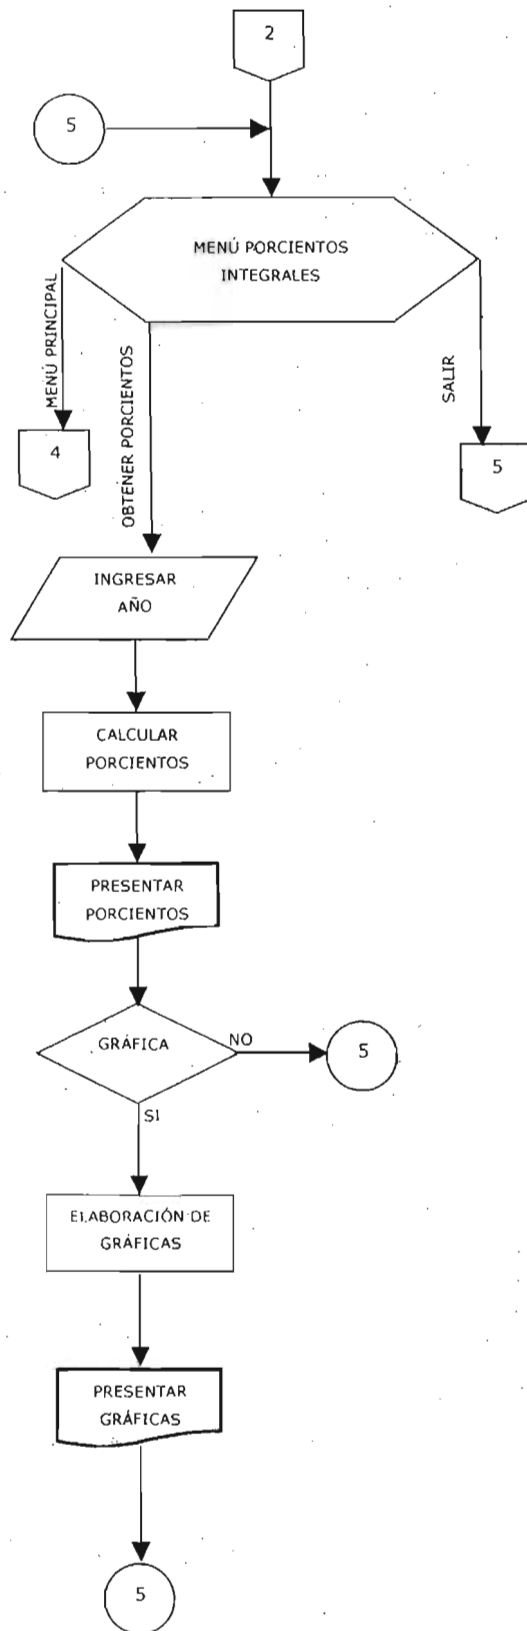 2
5
MENÚ PORCIENTOS
INTEGRALES
MENÚ PRINCIPAL
OBTENER PORCIENTOS
SALIR
4
5
INGRESAR
AÑO
CALCULAR
PORCIENTOS
PRESENTAR
PORCIENTOS
GRÁFICA
NO
5
SI
ELABORACIÓN DE
GRÁFICAS
PRESENTAR
GRÁFICAS
5